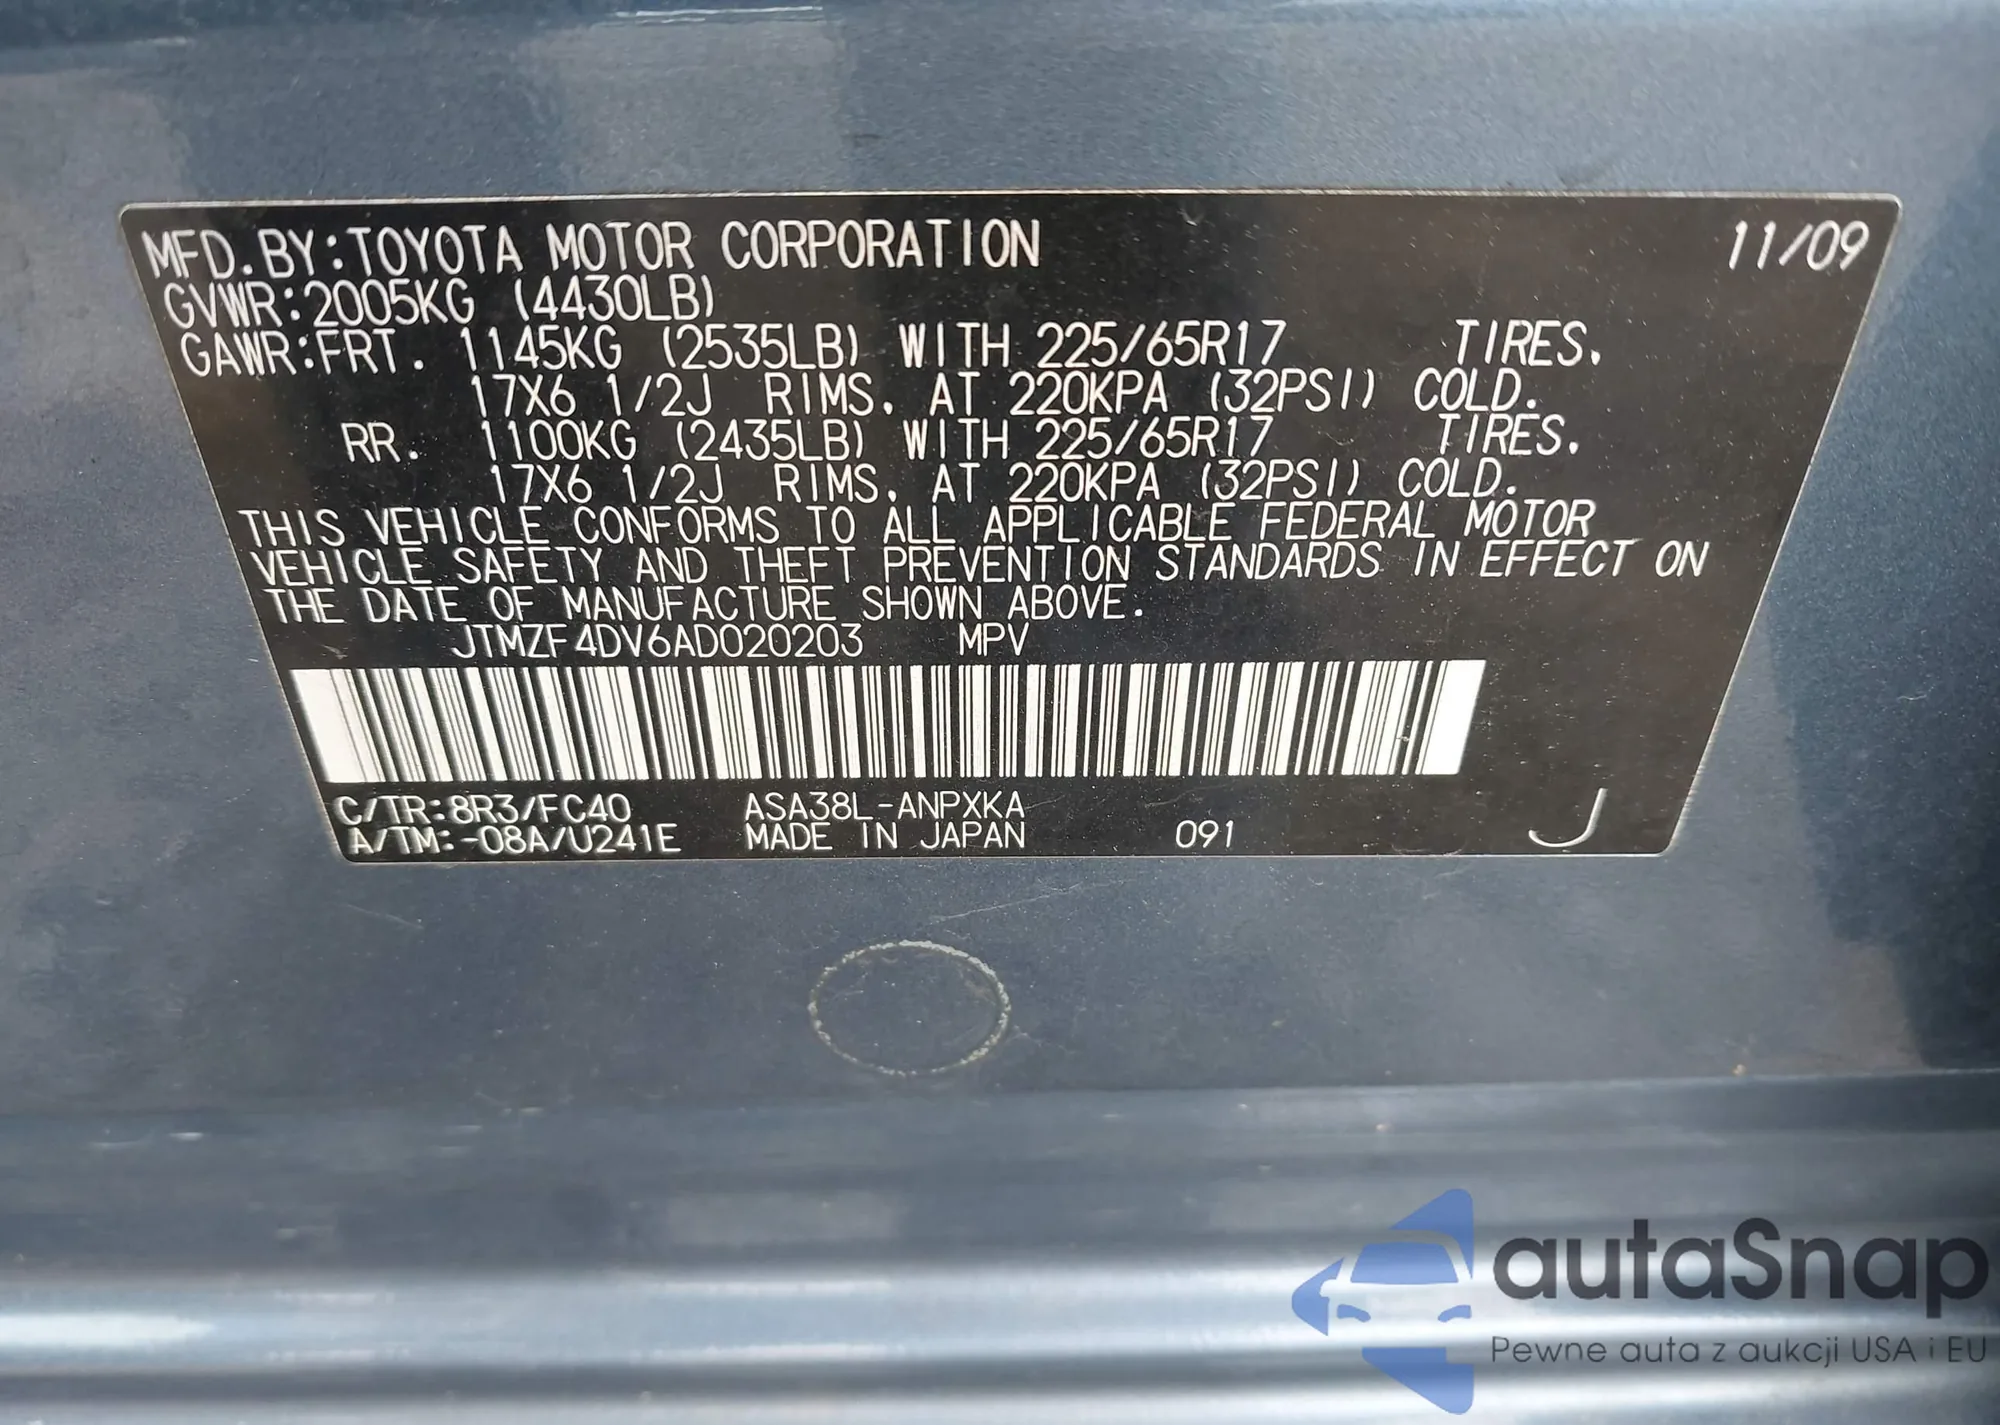 MFD. BY: TOYOTA MOTOR CORPORATION 11/09
GVWR: 2005KG (4430LB)
GAWR: FRT. 1145KG (2535LB) WITH 225/65R17 TIRES,
17X6 1/2J RIMS, AT 220KPA (32PSI) COLD.
RR. 1100KG (2435LB) WITH 225/65R17 TIRES,
17X6 1/2J RIMS, AT 220KPA (32PSI) COLD.
THIS VEHICLE CONFORMS TO ALL APPLICABLE FEDERAL MOTOR
VEHICLE SAFETY AND THEFT PREVENTION STANDARDS IN EFFECT ON
THE DATE OF MANUFACTURE SHOWN ABOVE.
JTMZF4DV6AD020203 MPV
C/TR: 8R3/FC40 ASA38L-ANPXKA
A/TM: -08A/U241E MADE IN JAPAN 091 J
autaSnap
Pewne auta z aukcji USA i EU